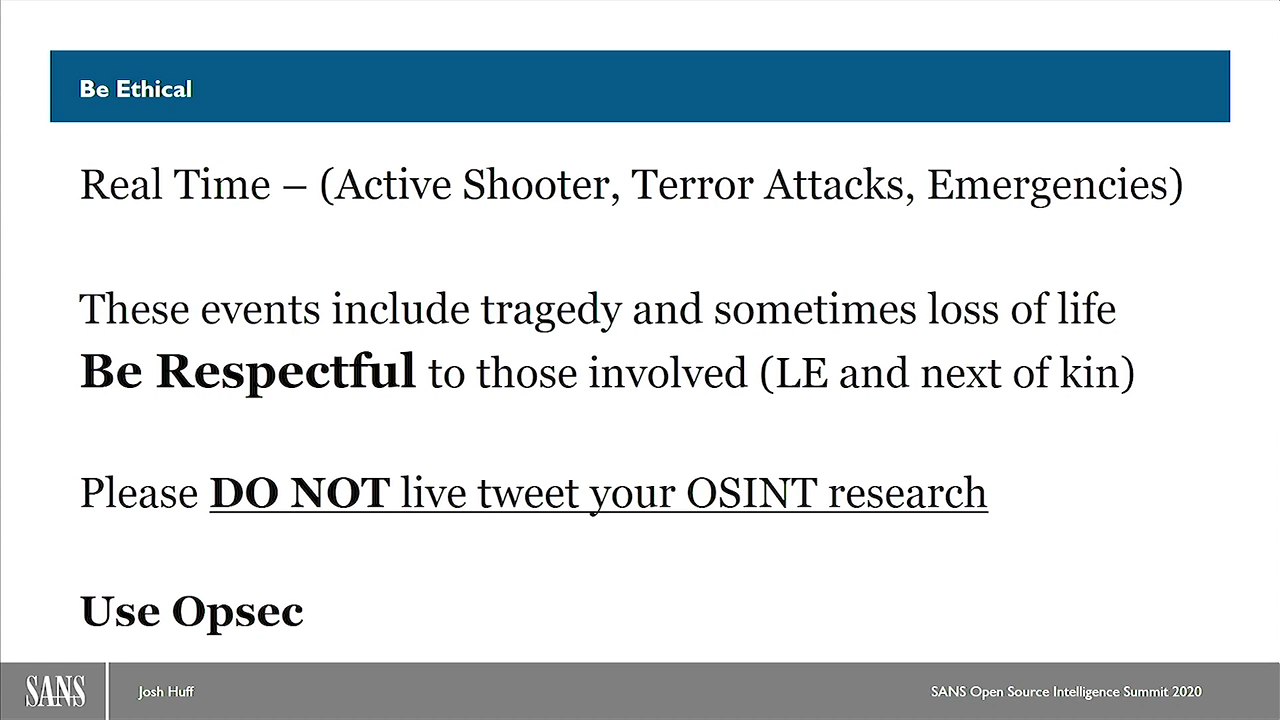 Be Ethical
Real Time – (Active Shooter, Terror Attacks, Emergencies)
These events include tragedy and sometimes loss of life
Be Respectful to those involved (LE and next of kin)
Please DO NOT live tweet your OSINT research
Use Opsec
SANS
Josh Huff
SANS Open Source Intelligence Summit 2020